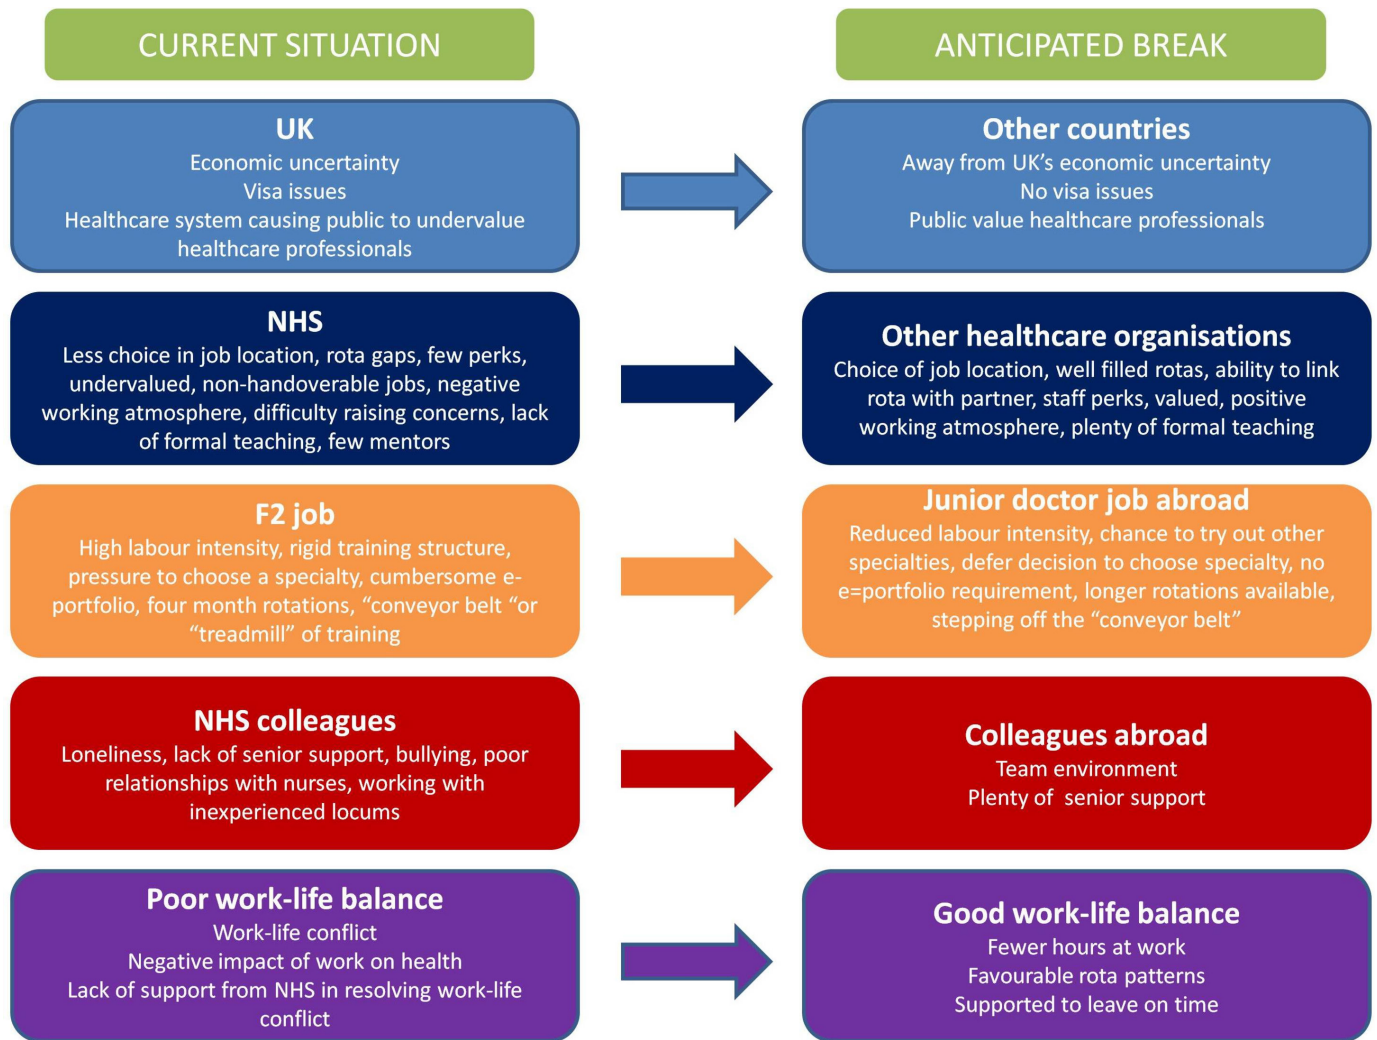 CURRENT SITUATION
ANTICIPATED BREAK
UK
Economic uncertainty
Visa issues
Healthcare system causing public to undervalue
healthcare professionals
Other countries
Away from UK's economic uncertainty
No visa issues
Public value healthcare professionals
NHS
Less choice in job location, rota gaps, few perks,
undervalued, non-handoverable jobs, negative
working atmosphere, difficulty raising concerns, lack
of formal teaching, few mentors
Other healthcare organisations
Choice of job location, well filled rotas, ability to link
rota with partner, staff perks, valued, positive
working atmosphere, plenty of formal teaching
F2 job
High labour intensity, rigid training structure,
pressure to choose a specialty, cumbersome e-
portfolio, four month rotations, “conveyor belt “or
“treadmill” of training
Junior doctor job abroad
Reduced labour intensity, chance to try out other
specialties, defer decision to choose specialty, no
e=portfolio requirement, longer rotations available,
stepping off the “conveyor belt”
NHS colleagues
Loneliness, lack of senior support, bullying, poor
relationships with nurses, working with
inexperienced locums
Colleagues abroad
Team environment
Plenty of senior support
Poor work-life balance
Work-life conflict
Negative impact of work on health
Lack of support from NHS in resolving work-life
conflict
Good work-life balance
Fewer hours at work
Favourable rota patterns
Supported to leave on time